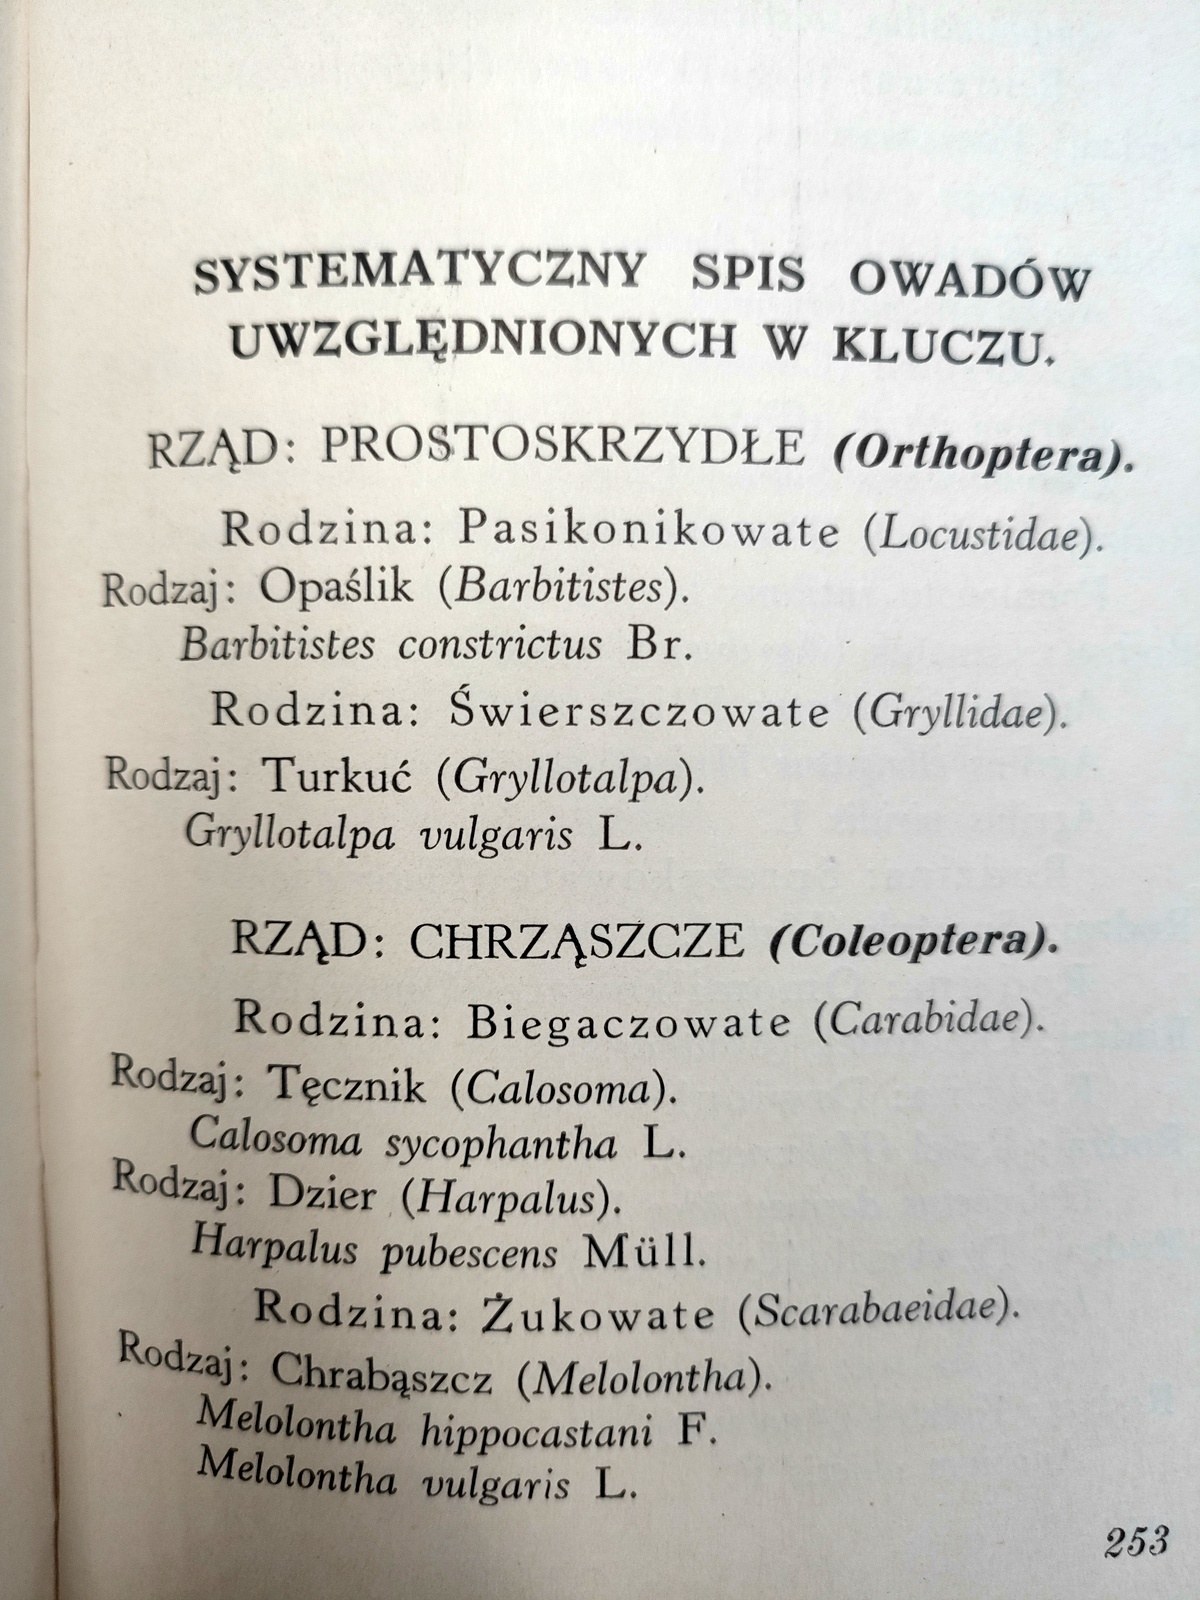 SYSTEMATYCZNY SPIS OWADÓW
UWZGLĘDNIONYCH W KLUCZU.
RZĄD: PROSTOSKRZYDŁE (Orthoptera).
Rodzina: Pasikonikowate (Locustidae).
Rodzaj: Opaślik (Barbitistes).
Barbitistes constrictus Br.
Rodzina: Świerszczowate (Gryllidae).
Rodzaj: Turkuć (Gryllotalpa).
Gryllotalpa vulgaris L.
RZĄD: CHRZĄSZCZE (Coleoptera).
Rodzina: Biegaczowate (Carabidae).
Rodzaj: Tęcznik (Calosoma).
Calosoma sycophantha L.
Rodzaj: Dzier (Harpalus).
Harpalus pubescens Müll.
Rodzina: Żukowate (Scarabaeidae).
Rodzaj: Chrabąszcz (Melolontha).
Melolontha hippocastani F.
Melolontha vulgaris L.
253